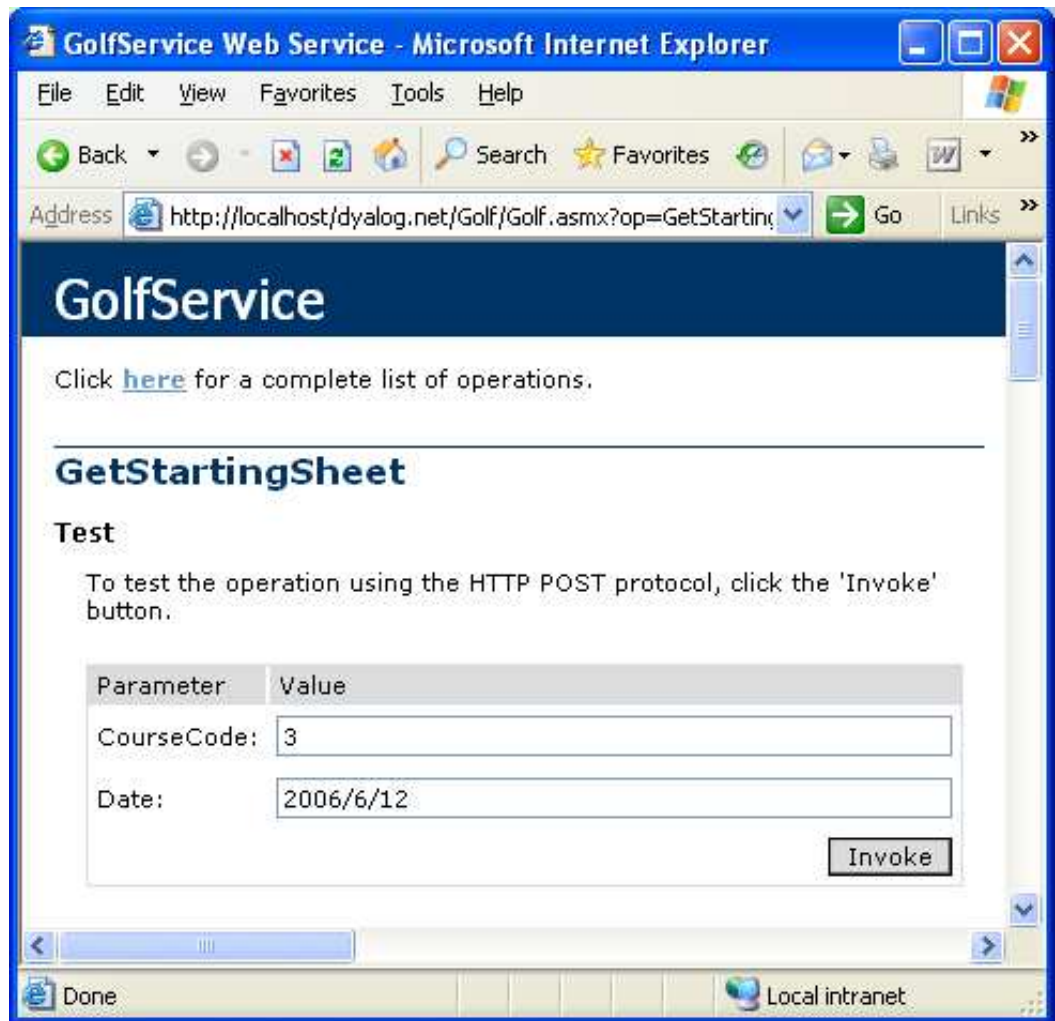 GolfService Web Service - Microsoft Internet Explorer
File Edit View Favorites Tools Help
Back Search Favorites W »
Address http://localhost/dyalog.net/Golf/Golf.asmx?op=GetStarting Go Links »
GolfService
Click here for a complete list of operations.
GetStartingSheet
Test
To test the operation using the HTTP POST protocol, click the 'Invoke'
button.
Parameter Value
CourseCode: 3
Date: 2006/6/12
Invoke
Done Local intranet